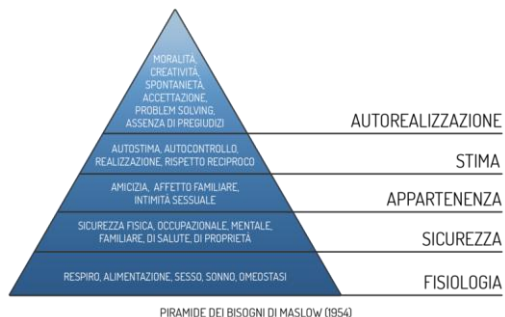 MORALITÀ,
CREATIVITÀ,
SPONTANIETÀ,
ACCETTAZIONE,
PROBLEM SOLVING,
ASSENZA DI PREGIUDIZI
AUTOREALIZZAZIONE
AUTOSTIMA, AUTOCONTROLLO,
REALIZZAZIONE, RISPETTO RECIPROCO
STIMA
AMICIZIA, AFFETTO FAMILIARE,
INTIMITÀ SESSUALE
APPARTENENZA
SICUREZZA FISICA, OCCUPAZIONALE, MENTALE,
FAMILIARE, DI SALUTE, DI PROPRIETÀ
SICUREZZA
RESPIRO, ALIMENTAZIONE, SESSO, SONNO, OMEOSTASI
FISIOLOGIA
PIRAMIDE DEI BISOGNI DI MASLOW (1954)